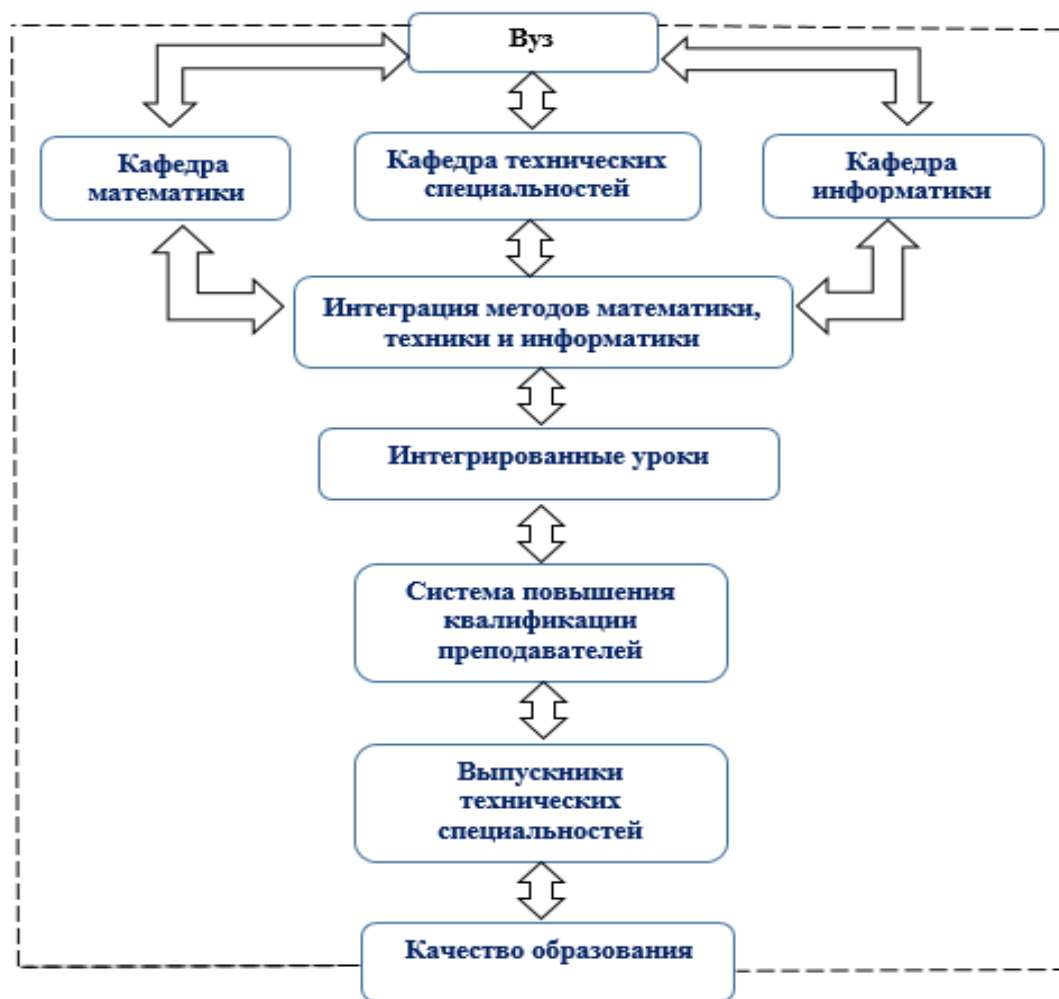 Вуз
Кафедра
математики
Кафедра технических
специальностей
Кафедра
информатики
Интеграция методов математики,
техники и информатики
Интегрированные уроки
Система повышения
квалификации
преподавателей
Выпускники
технических
специальностей
Качество образования